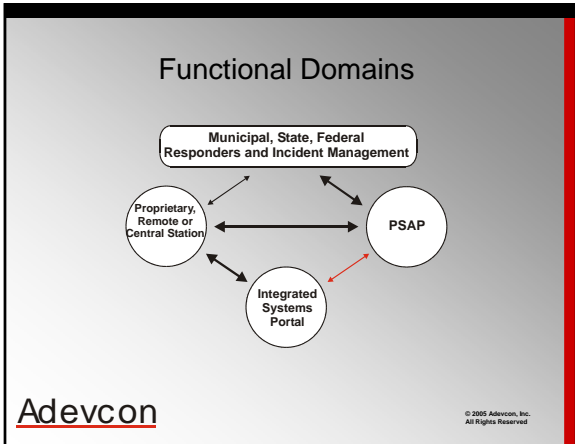 Functional Domains
Municipal, State, Federal
Responders and Incident Management
Proprietary,
Remote or
Central Station
PSAP
Integrated
Systems
Portal
Adevcon
© 2005 Adevcon, Inc.
All Rights Reserved